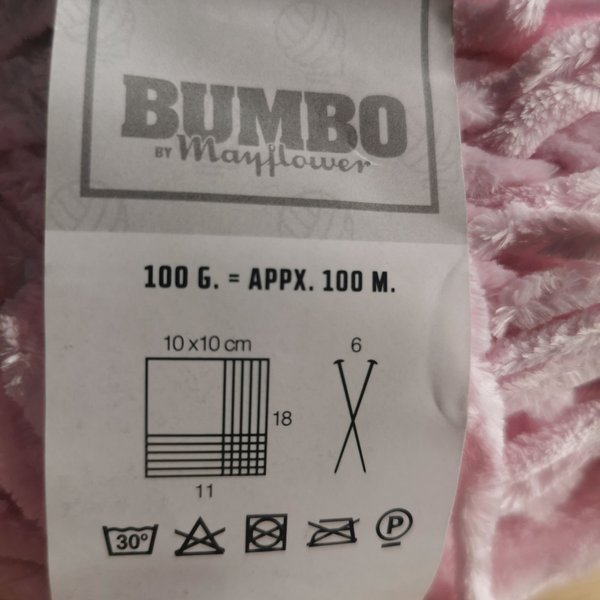 BUMBO
BY Mayflower
100 G. = APPX. 100 M.
10 x 10 cm
6
18
11
30°
P